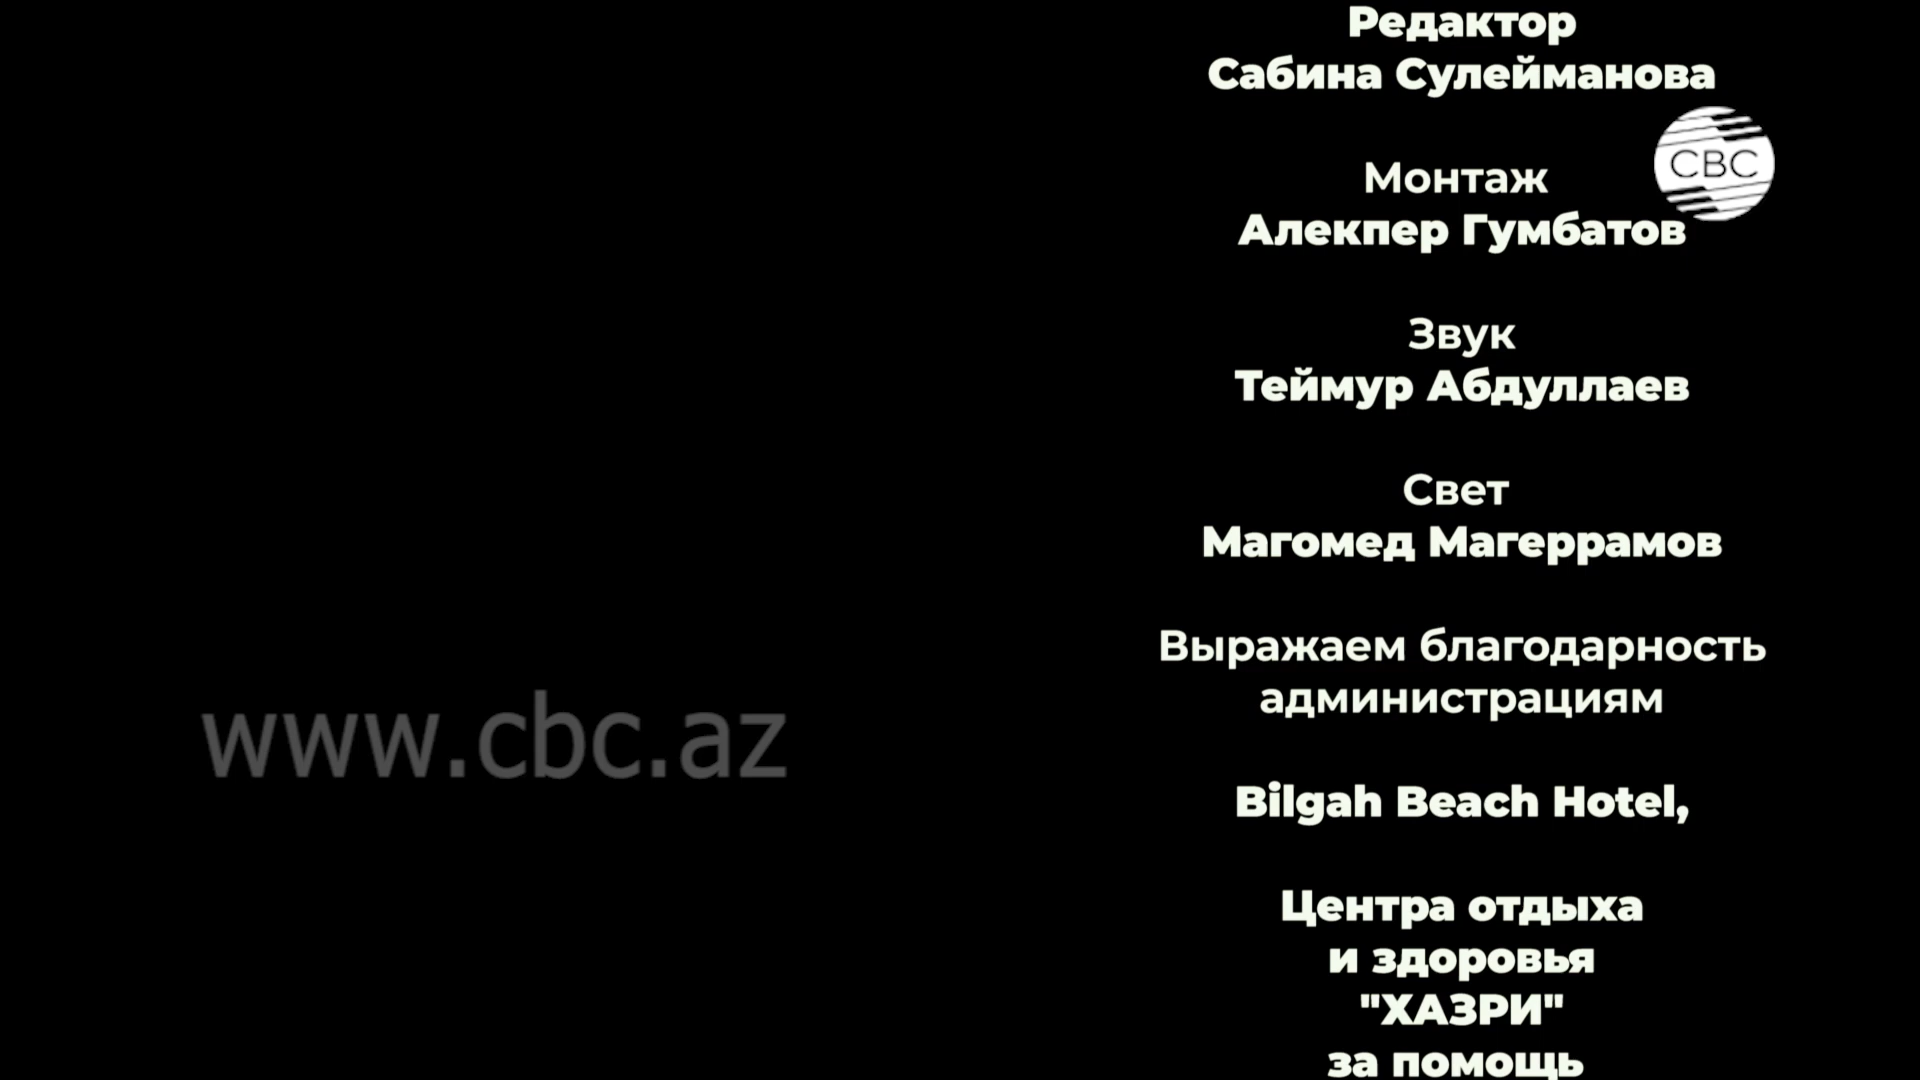 Редактор
Сабина Сулейманова
CBC
Монтаж
Алекпер Гумбатов
Звук
Теймур Абдуллаев
Свет
Магомед Магеррамов
Выражаем благодарность
администрациям
www.cbc.az
Bilgah Beach Hotel,
Центра отдыха
и здоровья
"ХАЗРИ"
за помощь